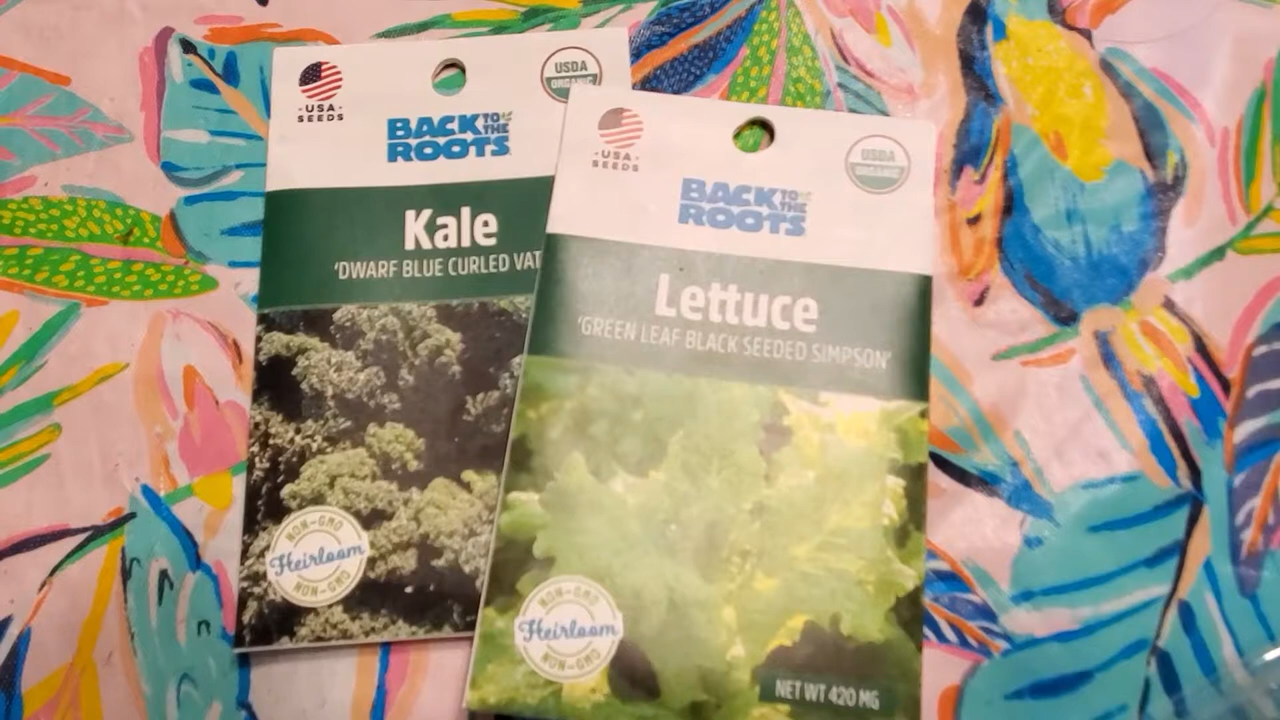 ·USA·
SEEDS
USDA
ORGANIC
BACK TO THE
ROOTS
Kale
'DWARF BLUE CURLED VAT
NON-GMO
Heirloom
NON-GMO
·USA·
SEEDS
USDA
ORGANIC
BACK TO THE
ROOTS
Lettuce
'GREEN LEAF BLACK SEEDED SIMPSON'
NON-GMO
Heirloom
NON-GMO
NET WT 420 MG